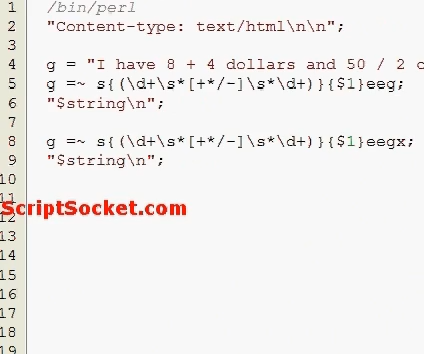 1 /bin/perl
2 "Content-type: text/html\n\n";
3
4 g = "I have 8 + 4 dollars and 50 / 2 c
5 g =~ s{(\d+\s*[+*/-]\s*\d+)}{$1}eeg;
6 "$string\n";
7
8 g =~ s{(\d+\s*[+*/-]\s*\d+)}{$1}eegx;
9 "$string\n";
10
11
ScriptSocket.com
12
13
14
15
16
17
18
19